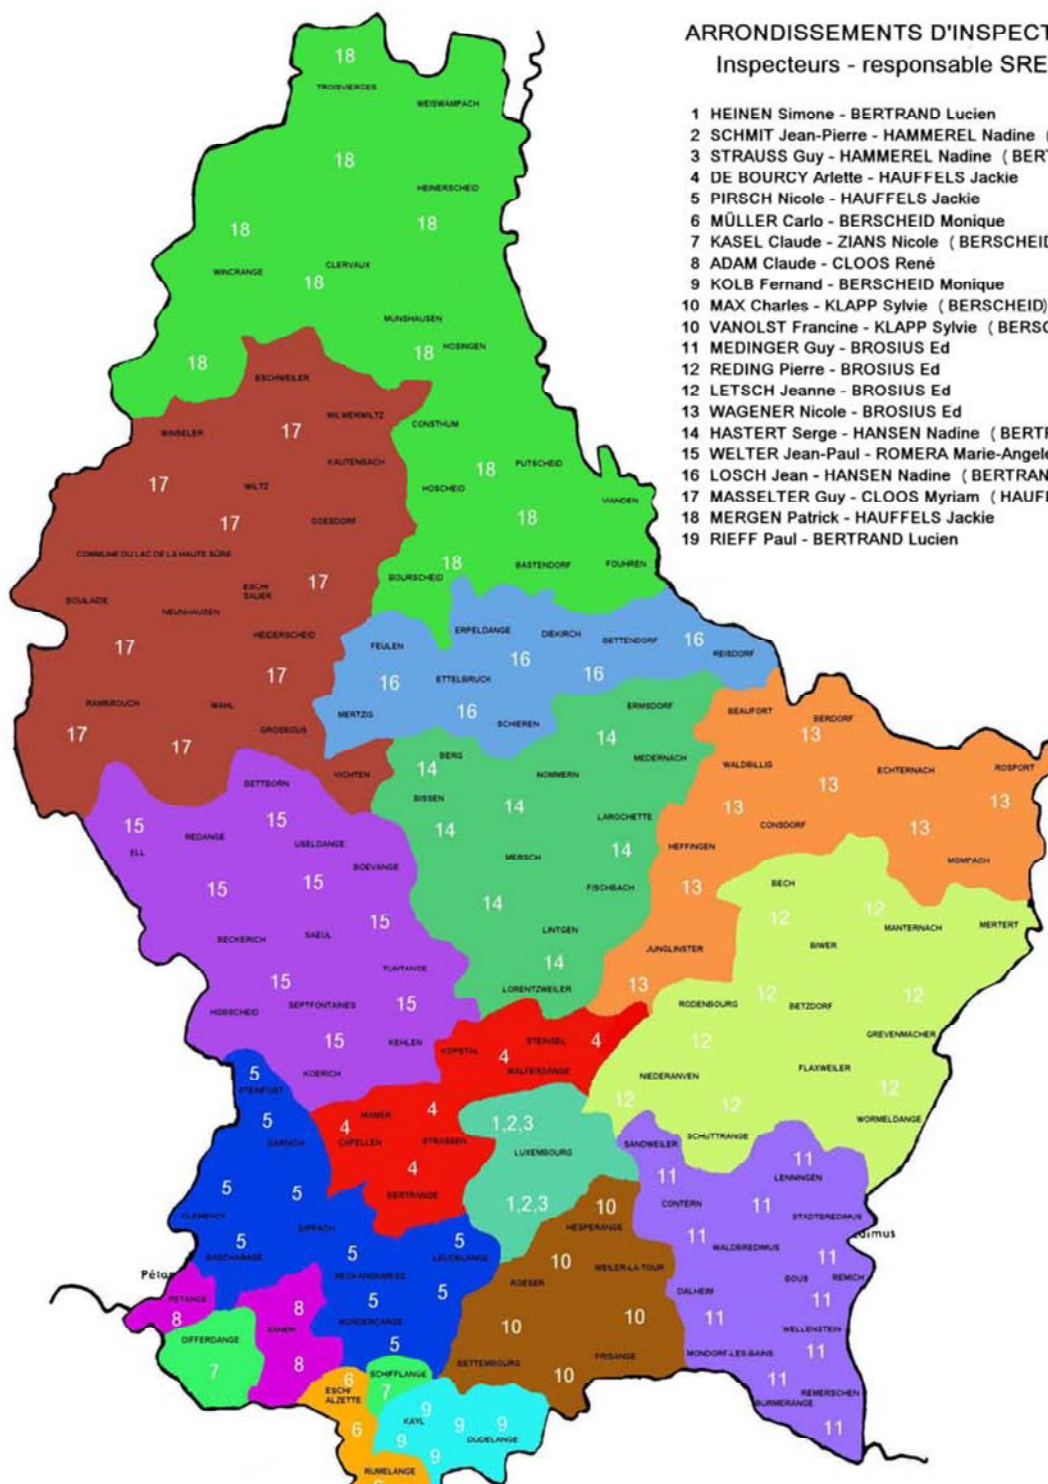 ARRONDISSEMENTS D'INSPECT
Inspecteurs - responsable SRE
1 HEINEN Simone - BERTRAND Lucien
2 SCHMIT Jean-Pierre - HAMMEREL Nadine (
3 STRAUSS Guy - HAMMEREL Nadine ( BERT
4 DE BOURCY Arlette - HAUFFELS Jackie
5 PIRSCH Nicole - HAUFFELS Jackie
6 MÜLLER Carlo - BERSCHEID Monique
7 KASEL Claude - ZIANS Nicole ( BERSCHEID
8 ADAM Claude - CLOOS René
9 KOLB Fernand - BERSCHEID Monique
10 MAX Charles - KLAPP Sylvie ( BERSCHEID)
10 VANOLST Francine - KLAPP Sylvie ( BERSC
11 MEDINGER Guy - BROSIUS Ed
12 REDING Pierre - BROSIUS Ed
12 LETSCH Jeanne - BROSIUS Ed
13 WAGENER Nicole - BROSIUS Ed
14 HASTERT Serge - HANSEN Nadine ( BERTR
15 WELTER Jean-Paul - ROMERA Marie-Angele
16 LOSCH Jean - HANSEN Nadine ( BERTRAN
17 MASSELTER Guy - CLOOS Myriam ( HAUFF
18 MERGEN Patrick - HAUFFELS Jackie
19 RIEFF Paul - BERTRAND Lucien
18
TROISVIERGES
WEISWAMPACH
18
HEINERSCHEID
18 18
CLERVAUX
WINCRANGE
18
MUNSHAUSEN
HOSINGEN
18 18
ESCHWEILER
WILWERWILTZ
CONSTHUM
WINSELER
17
KAUTENBACH
PUTSCHEID
18
17
WILTZ
HOSCHEID
VIANDEN
17
GOESDORF
18
COMMUNE DU LAC DE LA HAUTE SÛRE
18
BASTENDORF
FOUHREN
BOURSCHEID
17
ESCH/
SAUER
BOULAIDE
NEUNHAUSEN
HEIDERSCHEID
17
ERPELDANGE
DIEKIRCH
BETTENDORF
16
REISDORF
FEULEN
16
17
16
ETTELBRUCK
16
RAMBROUCH
WAHL
MERTZIG
16
SCHIEREN
ERMSDORF
BEAUFORT
BERDORF
17
GROSBOUS
17
14
13
BERG
MEDERNACH
WALDBILLIG
ECHTERNACH
ROSPORT
VICHTEN
14
NOMMERN
BETTBORN
BISSEN
13
13
14
13
15
15
LAROCHETTE
CONSDORF
13
REDANGE
USELDANGE
14
ELL
BOEVANGE
MERSCH
14
HEFFINGEN
MOMPACH
15
15
FISCHBACH
13
BECH
14
15
12
12
MANTERNACH
MERTERT
BECKERICH
SAEUL
LINTGEN
JUNGLINSTER
BIWER
TUNTANGE
14
15
LORENTZWEILER
13
12
12
HOBSCHEID
SEPTFONTAINES
15
RODENBOURG
BETZDORF
15
KEHLEN
KOPSTAL
STEINSEL
4
12
GREVENMACHER
4
WALFERDANGE
KOERICH
5
NIEDERANVEN
FLAXWEILER
STEINFORT
12
12
12
WORMELDANGE
5
MAMER
4
4
1,2,3
GARNICH
CAPELLEN
STRASSEN
LUXEMBOURG
SANDWEILER
SCHUTTRANGE
11
4
11
LENNINGEN
5
5
BERTRANGE
1,2,3
10
CONTERN
11
STADTBREDIMUS
CLEMENCY
DIPPACH
HESPERANGE
11
WALDBREDIMUS
edimus
5
5
5
LEUDELANGE
10
WEILER-LA-TOUR
11
BASCHARAGE
RECKANGE/MESS
ROESER
BOUS
REMICH
PETANGE
5
5
DALHEIM
11
8
8
MONDERCANGE
10
10
11
WELLENSTEIN
DIFFERDANGE
SANEM
5
BETTEMBOURG
FRISANGE
MONDORF-LES-BAINS
11
7
8
SCHIFFLANGE
10
11
REMERSCHEN
6
7
BURMERANGE
ESCH/
ALZETTE
KAYL
9
9
9
11
6
9
DUDELANGE
9
RUMELANGE